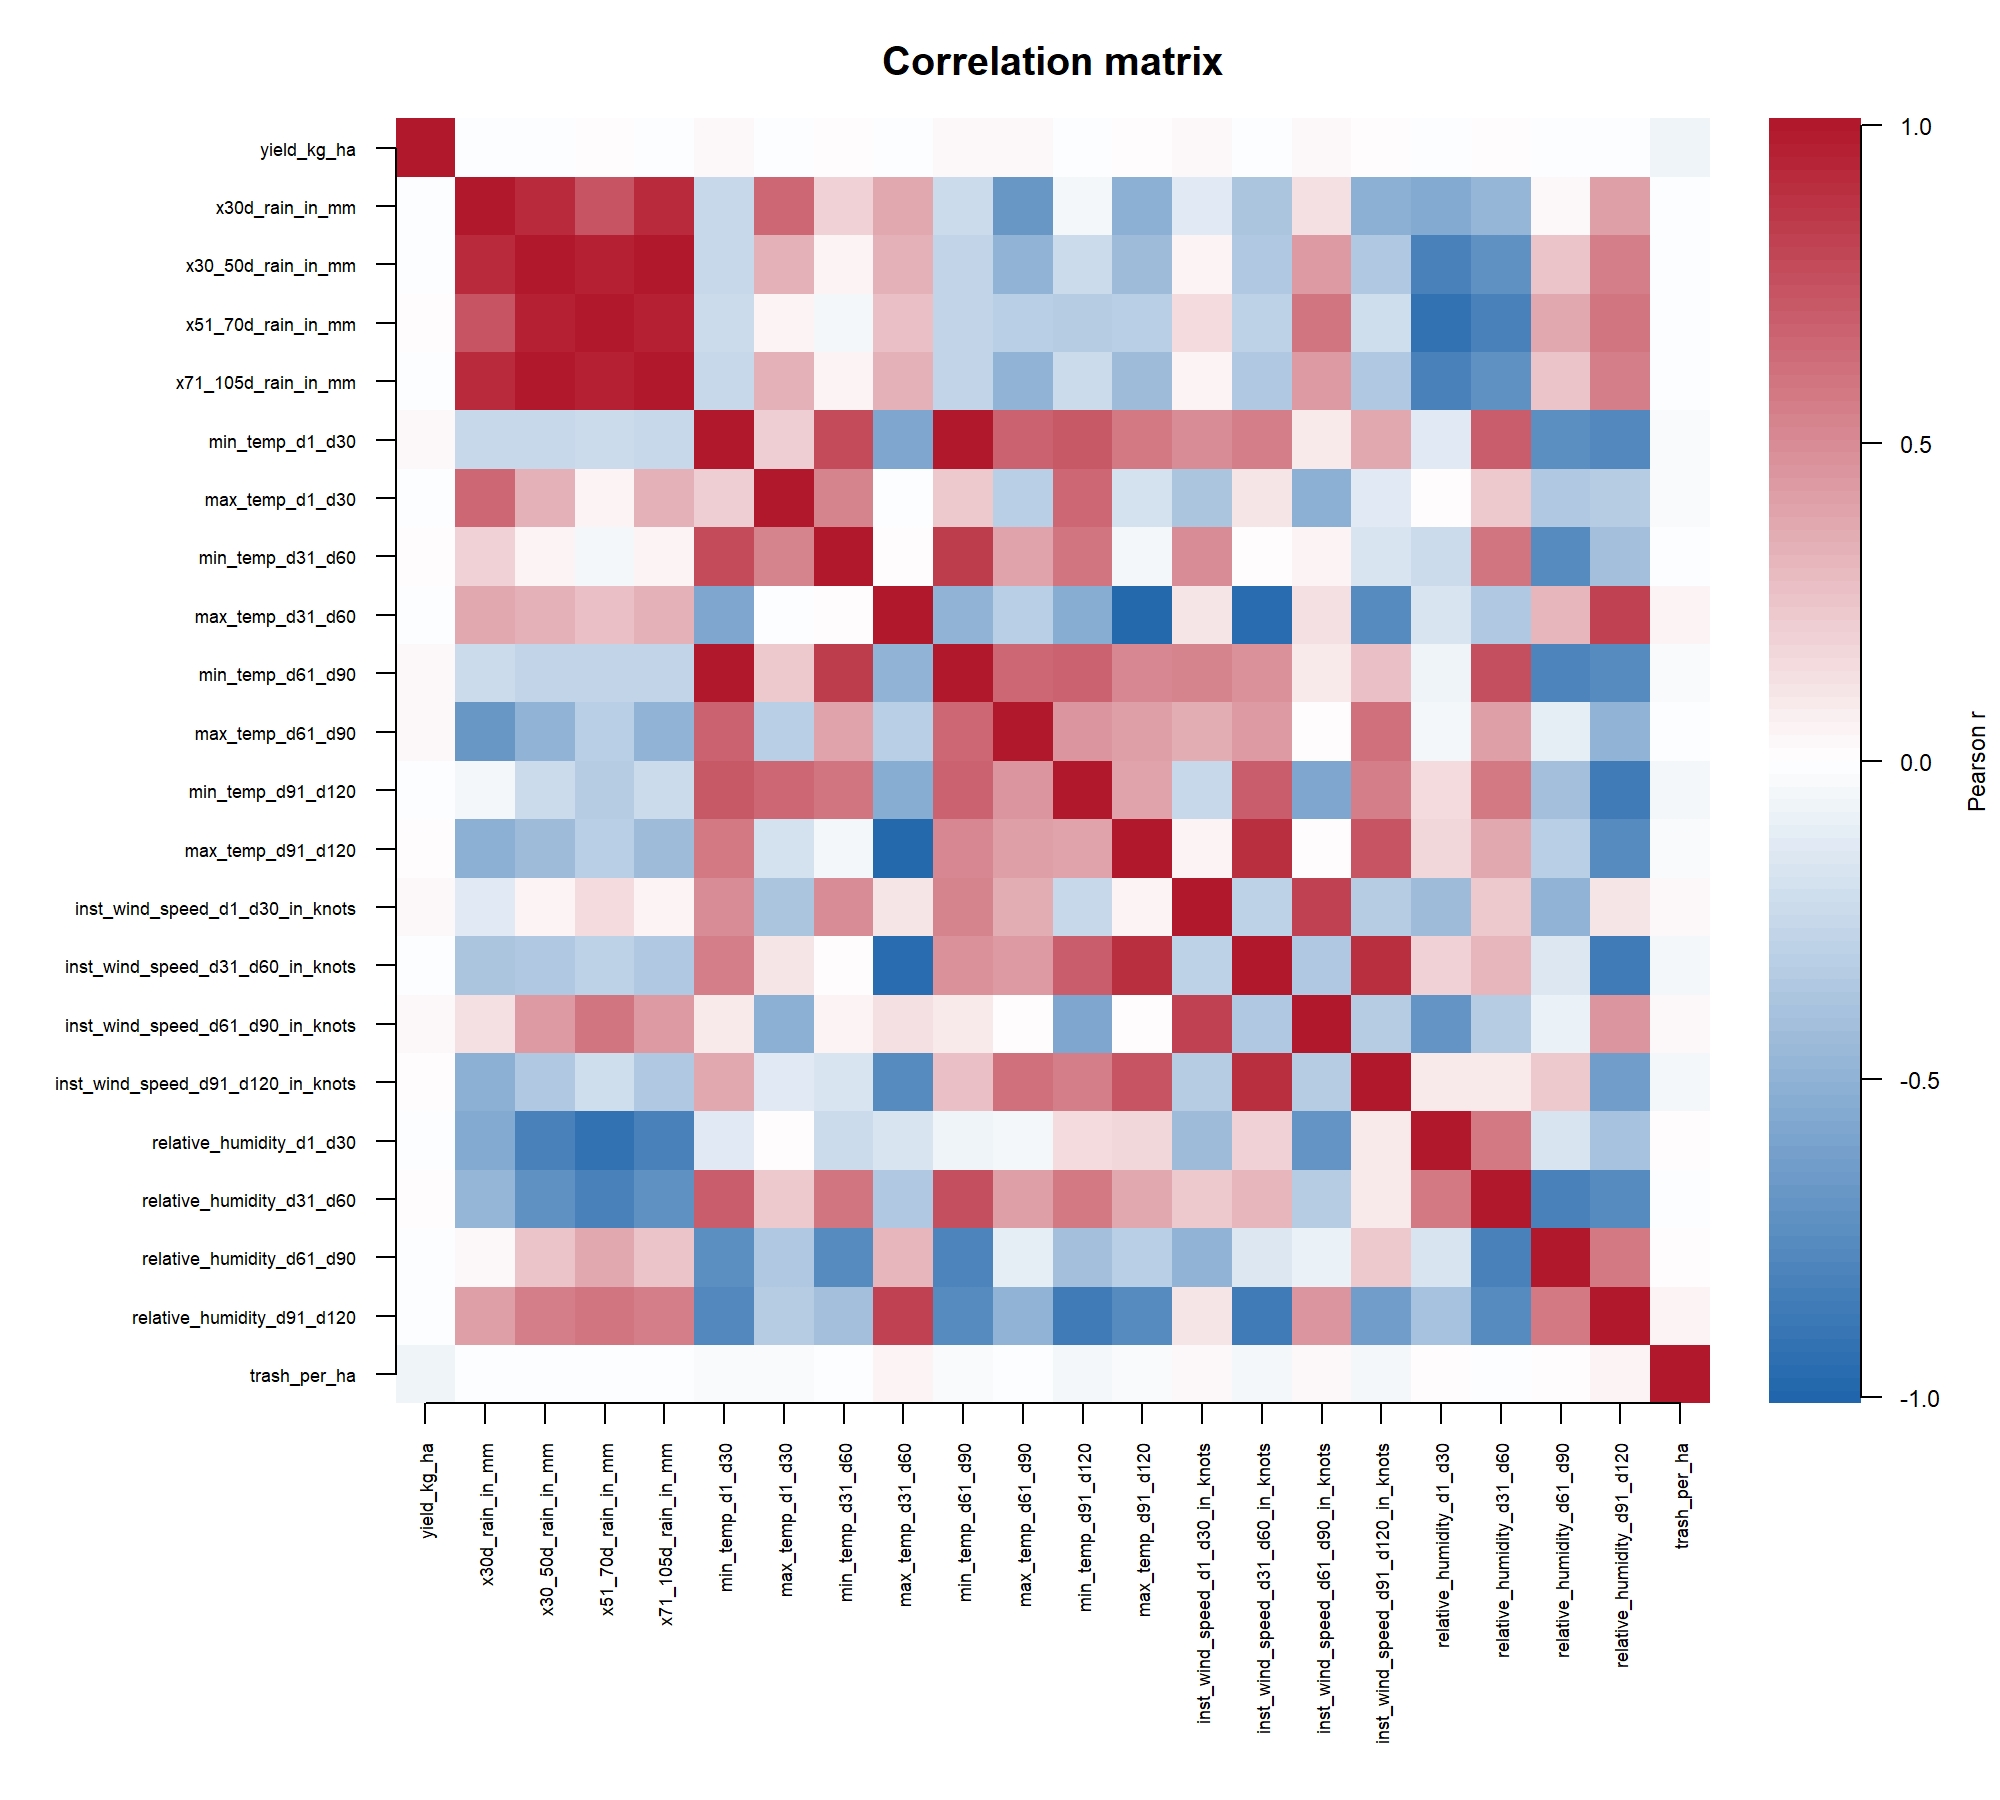 Correlation matrix
yield_kg_ha
x30d_rain_in_mm
x30_50d_rain_in_mm
x51_70d_rain_in_mm
x71_105d_rain_in_mm
min_temp_d1_d30
max_temp_d1_d30
min_temp_d31_d60
max_temp_d31_d60
min_temp_d61_d90
max_temp_d61_d90
min_temp_d91_d120
max_temp_d91_d120
inst_wind_speed_d1_d30_in_knots
inst_wind_speed_d31_d60_in_knots
inst_wind_speed_d61_d90_in_knots
inst_wind_speed_d91_d120_in_knots
relative_humidity_d1_d30
relative_humidity_d31_d60
relative_humidity_d61_d90
relative_humidity_d91_d120
trash_per_ha
yield_kg_ha
x30d_rain_in_mm
x30_50d_rain_in_mm
x51_70d_rain_in_mm
x71_105d_rain_in_mm
min_temp_d1_d30
max_temp_d1_d30
min_temp_d31_d60
max_temp_d31_d60
min_temp_d61_d90
max_temp_d61_d90
min_temp_d91_d120
max_temp_d91_d120
inst_wind_speed_d1_d30_in_knots
inst_wind_speed_d31_d60_in_knots
inst_wind_speed_d61_d90_in_knots
inst_wind_speed_d91_d120_in_knots
relative_humidity_d1_d30
relative_humidity_d31_d60
relative_humidity_d61_d90
relative_humidity_d91_d120
trash_per_ha
1.0
0.5
0.0
-0.5
-1.0
Pearson r